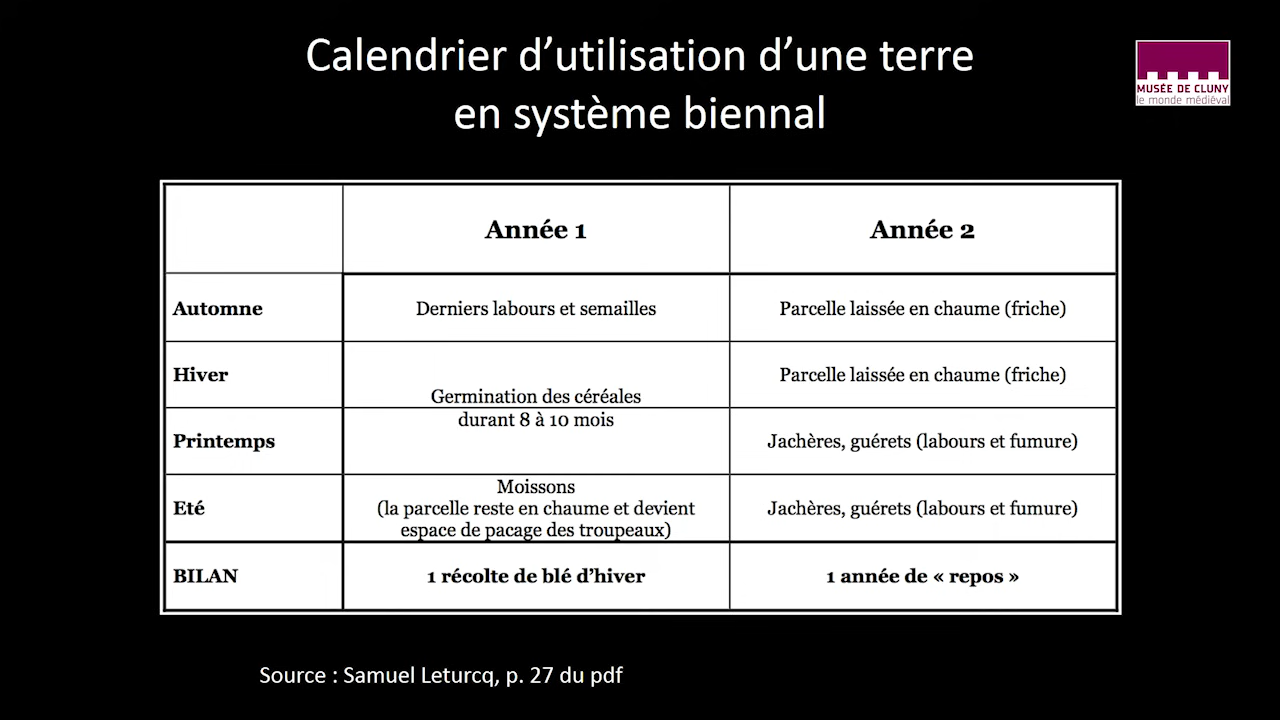 Calendrier d’utilisation d’une terre
en système biennal
MUSÉE DE CLUNY
le monde médiéval
Année 1
Année 2
Automne
Derniers labours et semailles
Parcelle laissée en chaume (friche)
Hiver
Germination des céréales
durant 8 à 10 mois
Parcelle laissée en chaume (friche)
Printemps
Jachères, guérets (labours et fumure)
Eté
Moissons
(la parcelle reste en chaume et devient
espace de pacage des troupeaux)
Jachères, guérets (labours et fumure)
BILAN
1 récolte de blé d’hiver
1 année de « repos »
Source : Samuel Leturcq, p. 27 du pdf